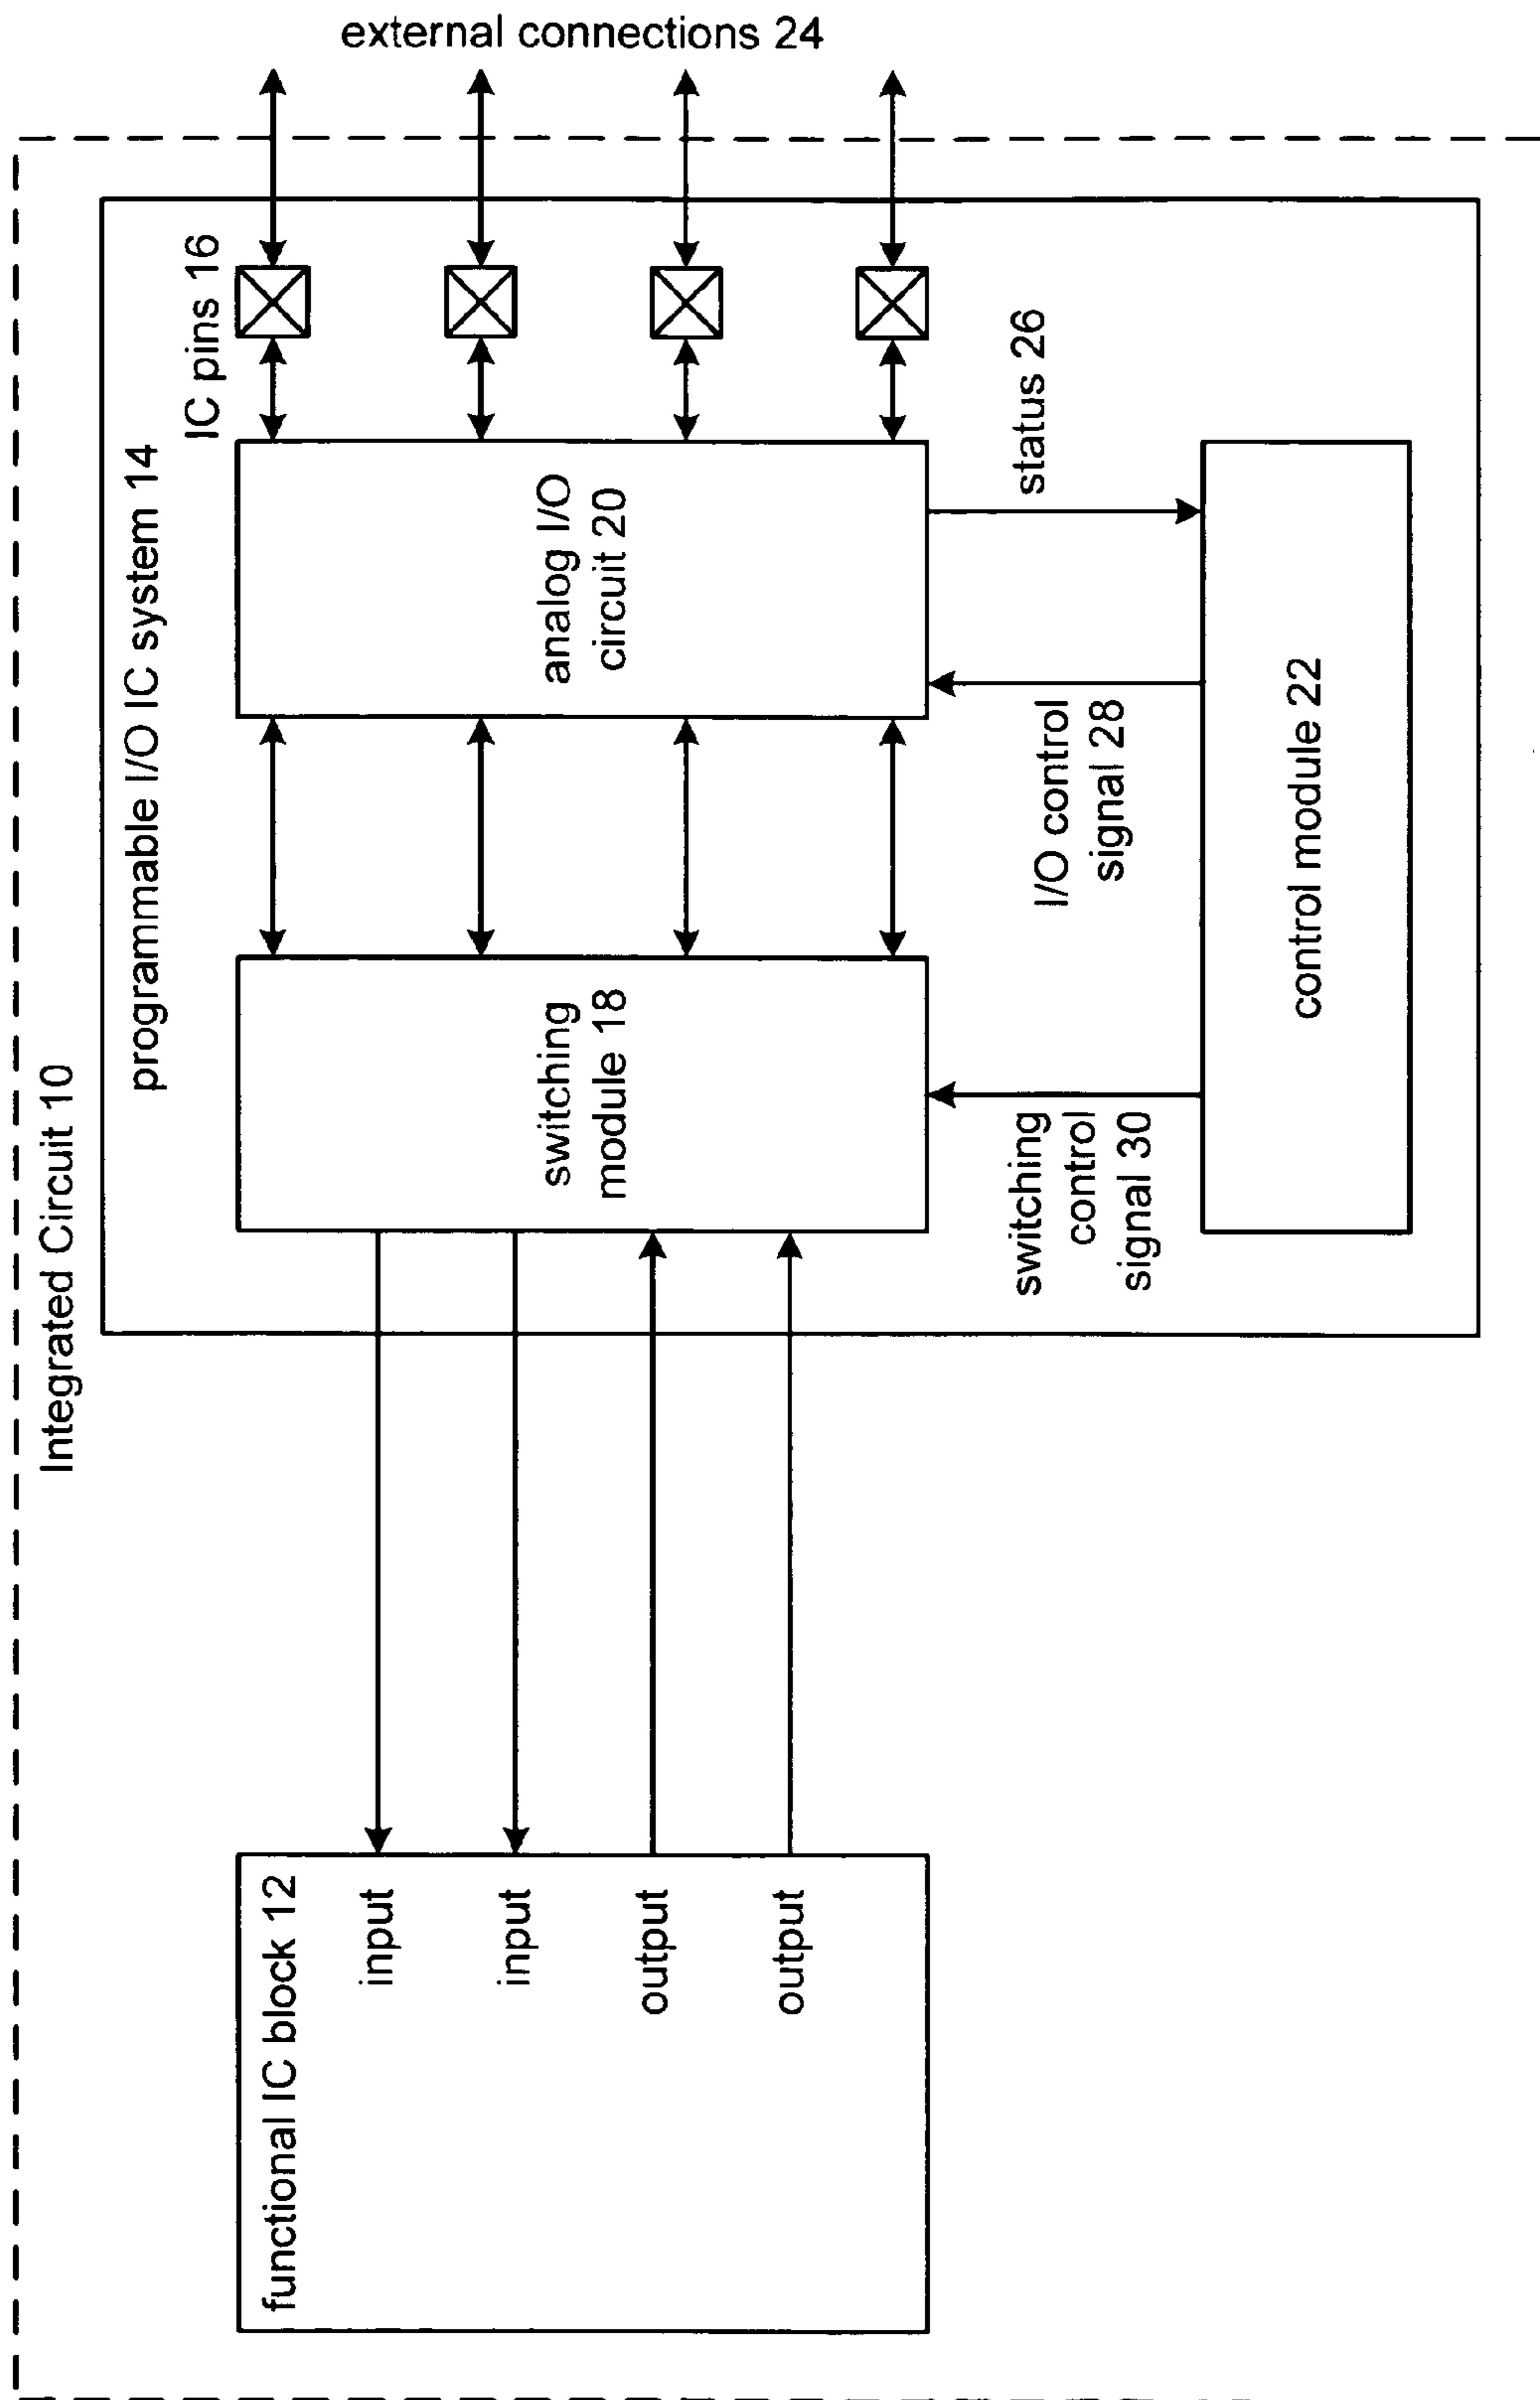 Integrated Circuit 10
functional IC block 12
input
input
output
output
programmable I/O IC system 14
switching
module 18
analog I/O
circuit 20
IC pins 16
external connections 24
switching
control
signal 30
I/O control
signal 28
status 26
control module 22